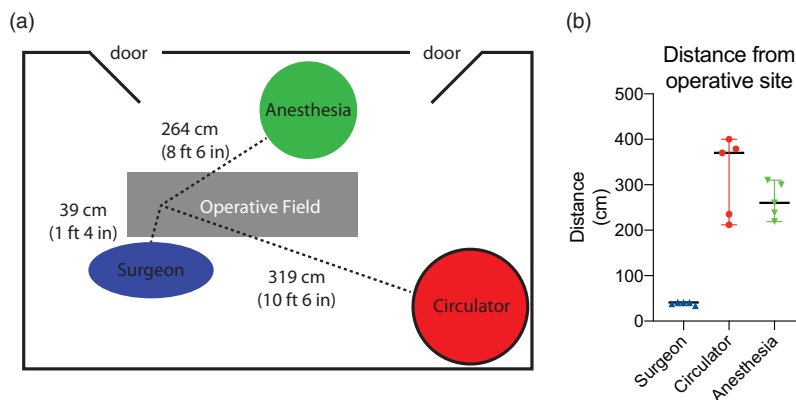 (a)
door
door
Anesthesia
264 cm
(8 ft 6 in)
Operative Field
39 cm
(1 ft 4 in)
Surgeon
319 cm
(10 ft 6 in)
Circulator
(b)
Distance from
operative site
Distance
(cm)
500
400
300
200
100
0
Surgeon
Circulator
Anesthesia